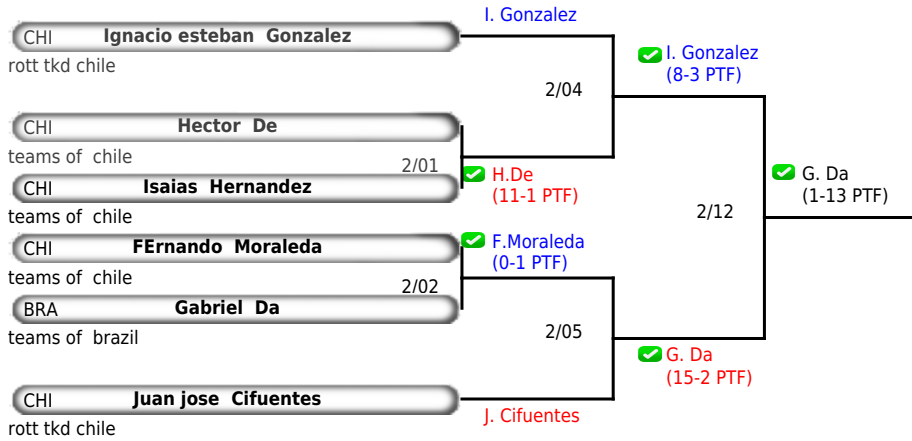 I. Gonzalez
CHI Ignacio esteban Gonzalez
rott tkd chile
I. Gonzalez
(8-3 PTF)
2/04
CHI Hector De
teams of chile
2/01
CHI Isaias Hernandez
teams of chile
H.De
(11-1 PTF)
G. Da
(1-13 PTF)
2/12
CHI FErnando Moraleda
teams of chile
F.Moraleda
(0-1 PTF)
2/02
BRA Gabriel Da
teams of brazil
2/05
G. Da
(15-2 PTF)
CHI Juan jose Cifuentes
rott tkd chile
J. Cifuentes